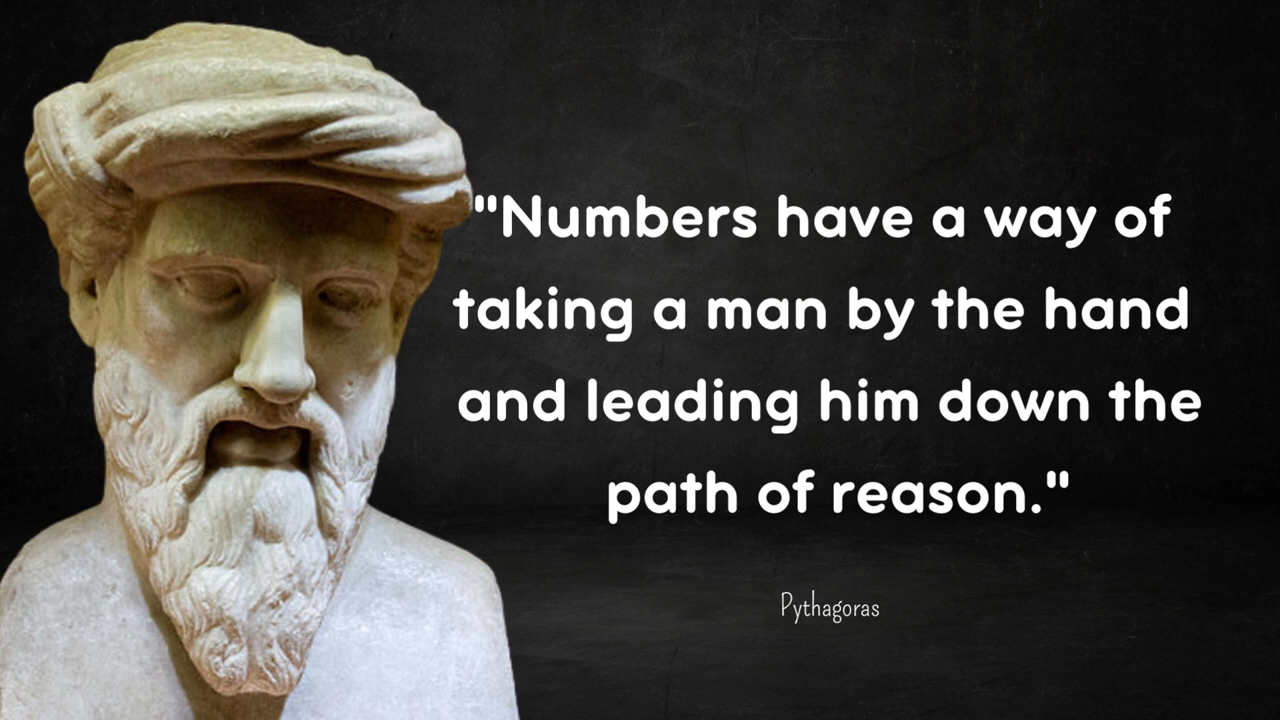 "Numbers have a way of
taking a man by the hand
and leading him down the
path of reason."
Pythagoras